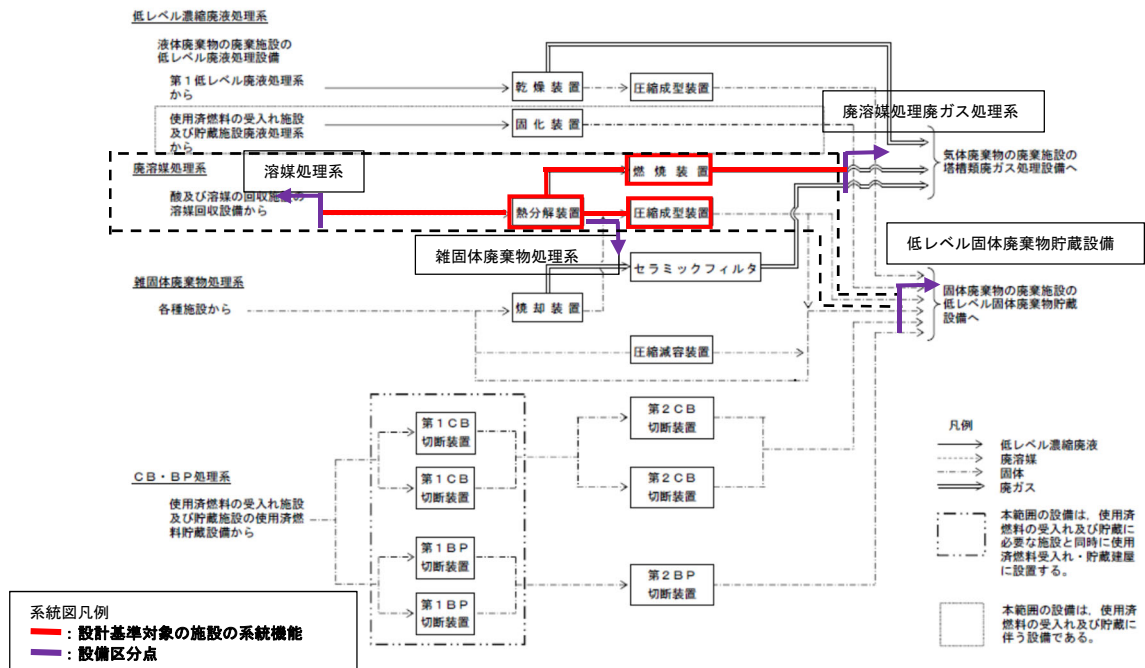 低レベル濃縮廃液処理系
液体廃棄物の廃棄施設の
低レベル廃液処理設備
第１低レベル廃液処理系
から
乾燥装置
圧縮成型装置
使用済燃料の受入れ施設
及び貯蔵施設廃液処理系
から
固化装置
廃溶媒処理廃ガス処理系
気体廃棄物の廃棄施設の
塔槽類廃ガス処理設備へ
廃溶媒処理系
溶媒処理系
酸及び溶媒の回収施設の
溶媒回収設備から
燃焼装置
熱分解装置
圧縮成型装置
雑固体廃棄物処理系
セラミックフィルタ
低レベル固体廃棄物貯蔵設備
固体廃棄物の廃棄施設の
低レベル固体廃棄物貯蔵
設備へ
雑固体廃棄物処理系
各種施設から
焼却装置
圧縮減容装置
第１ＣＢ
切断装置
第１ＣＢ
切断装置
第２ＣＢ
切断装置
第２ＣＢ
切断装置
ＣＢ・ＢＰ処理系
使用済燃料の受入れ施設
及び貯蔵施設の使用済燃
料貯蔵設備から
第１ＢＰ
切断装置
第１ＢＰ
切断装置
第２ＢＰ
切断装置
凡例
低レベル濃縮廃液
廃溶媒
固体
廃ガス
本範囲の設備は，使用済
燃料の受入れ及び貯蔵に
必要な施設と同時に使用
済燃料受入れ・貯蔵建屋
に設置する。
本範囲の設備は，使用済
燃料の受入れ及び貯蔵に
伴う設備である。
系統図凡例
：設計基準対象の施設の系統機能
：設備区分点